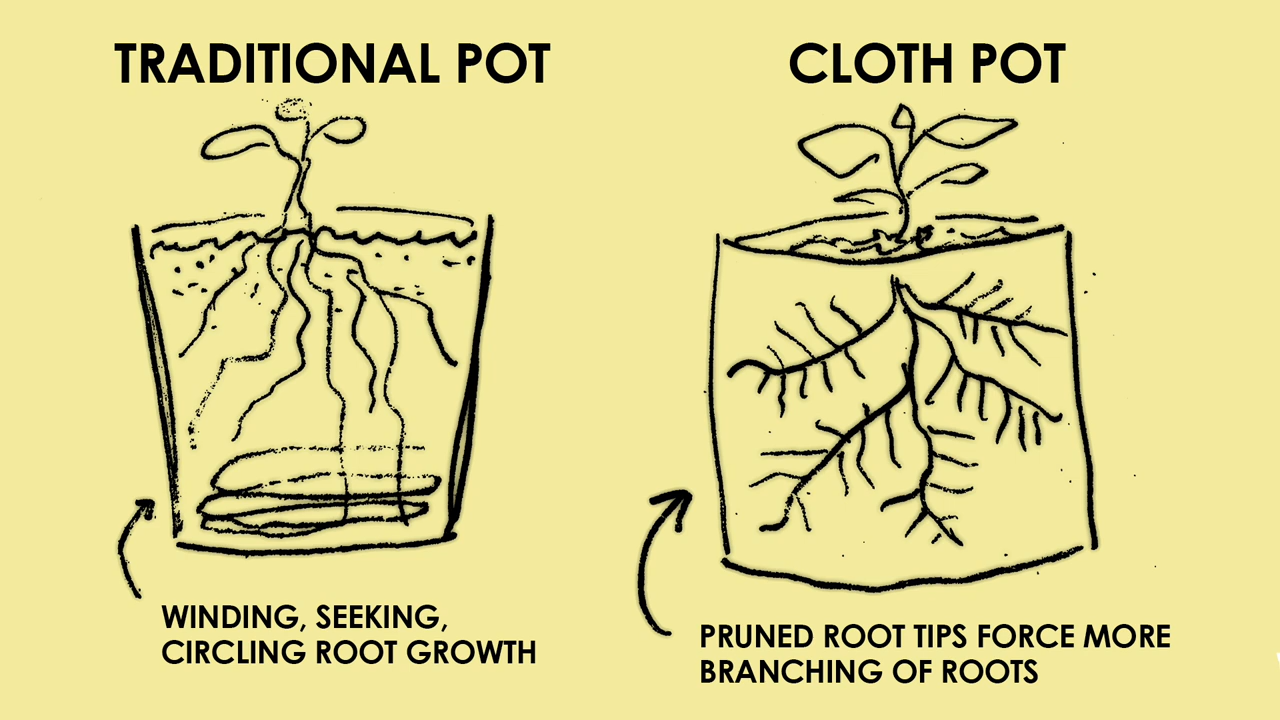 TRADITIONAL POT
WINDING, SEEKING,
CIRCLING ROOT GROWTH
CLOTH POT
PRUNED ROOT TIPS FORCE MORE
BRANCHING OF ROOTS